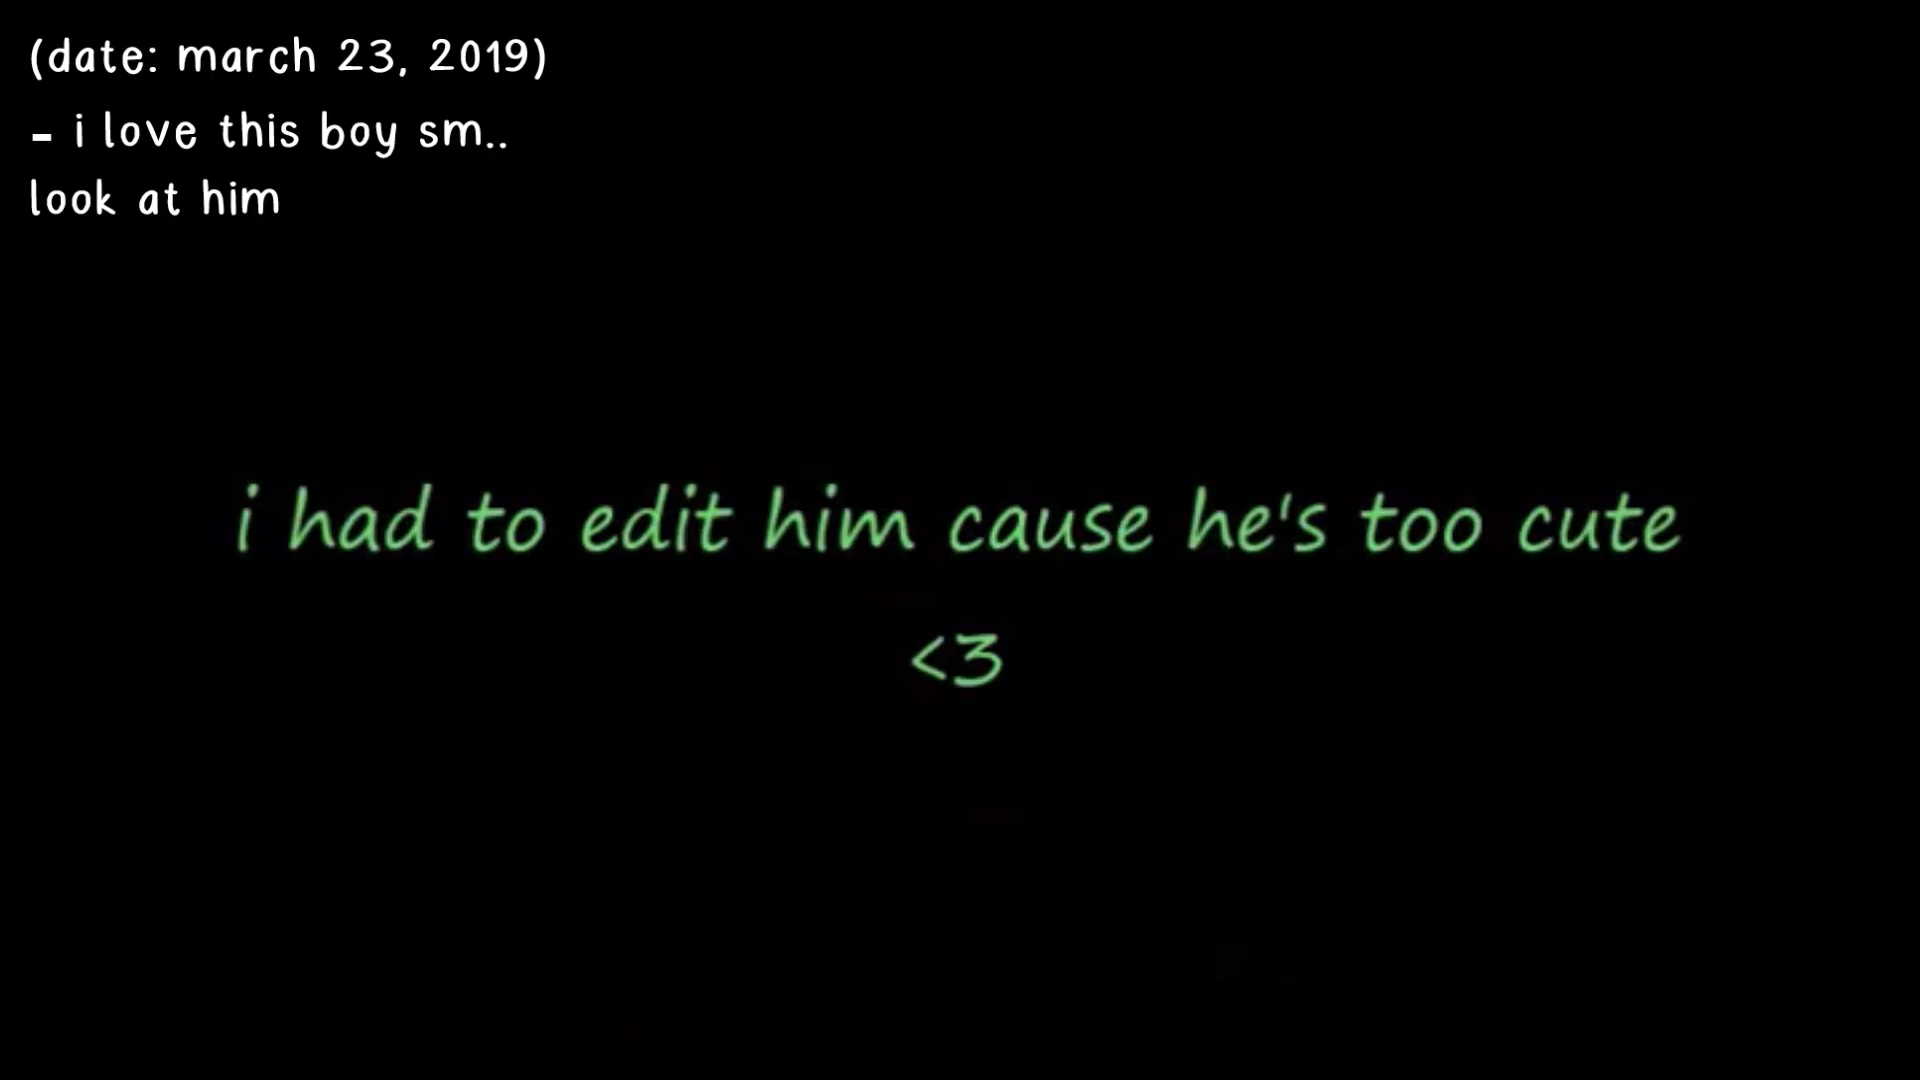 (date: march 23, 2019)
- i love this boy sm..
look at him
i had to edit him cause he's too cute
<3